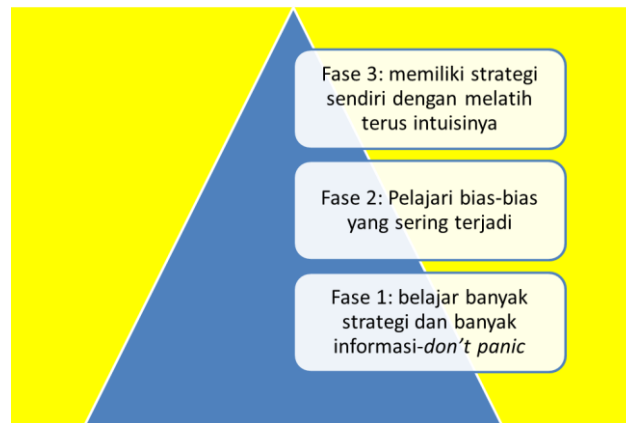 Fase 3: memiliki strategi
sendiri dengan melatih
terus intuisinya
Fase 2: Pelajari bias-bias
yang sering terjadi
Fase 1: belajar banyak
strategi dan banyak
informasi-don't panic